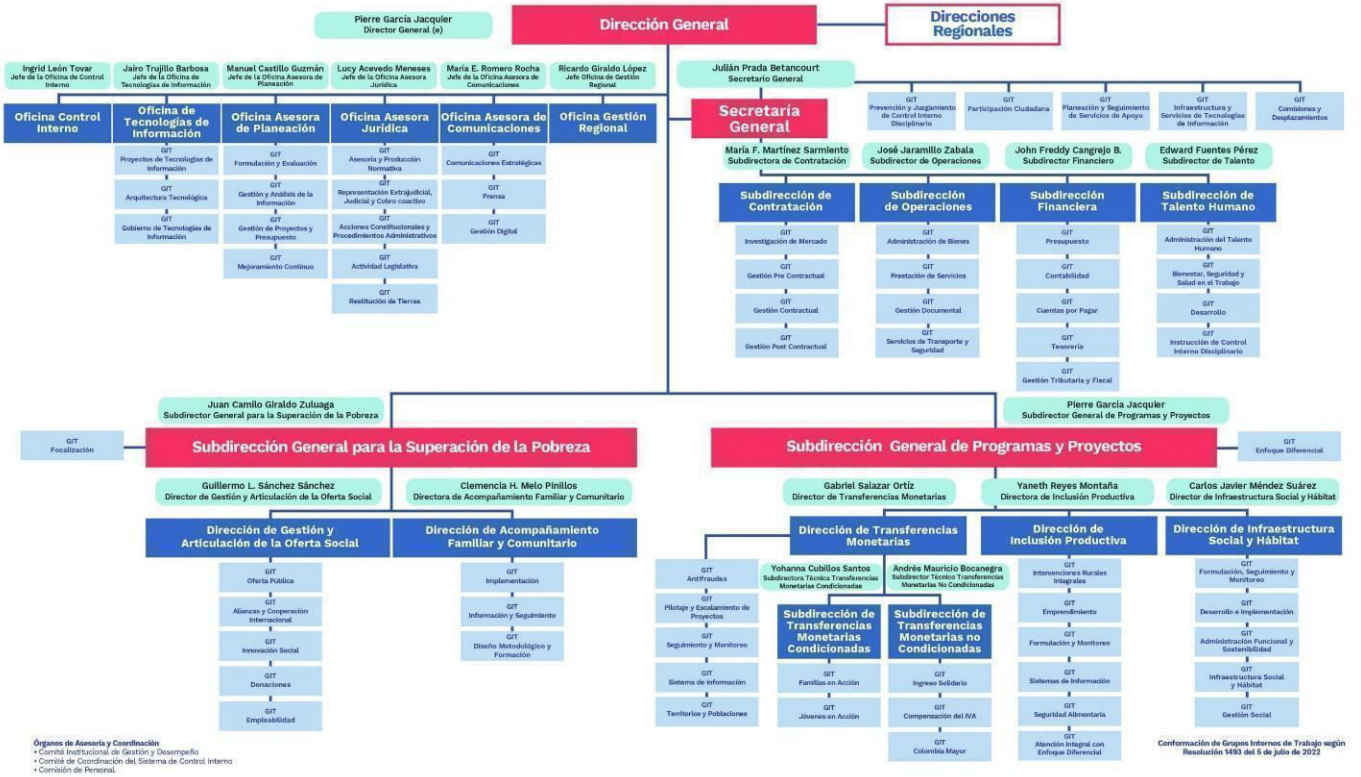 Pierre García Jacquier
Director General (e)
Dirección General
Direcciones
Regionales
Ingrid León Tovar
Jefe de la Oficina de Control
Interno
Jairo Trujillo Barbosa
Jefe de la Oficina de
Tecnologías de Información
Manuel Castillo Guzmán
Jefe de la Oficina Asesora de
Planeación
Lucy Acevedo Meneses
Jefe de la Oficina Asesora
Jurídica
María E. Romero Rocha
Jefe de la Oficina Asesora de
Comunicaciones
Ricardo Giraldo López
Jefe de Gestión
Regional
Oficina Control
Interno
Oficina de
Tecnologías de
Información
GIT
Proyectos de Tecnologías de
Información
GIT
Arquitectura Tecnológica
GIT
Gobierno de Tecnologías de
Información
Oficina Asesora
de Planeación
GIT
Formulación y Evaluación
GIT
Gestión y Análisis de la
Información
GIT
Gestión de Proyectos y
Presupuesto
GIT
Mejoramiento Continuo
Oficina Asesora
Jurídica
GIT
Asesoría y Producción
Normativa
GIT
Representación Extrajudicial,
Judicial y Cobro coactivo
GIT
Acciones Constitucionales y
Procedimientos Administrativos
GIT
Actividad Legislativa
GIT
Restitución de Tierras
Oficina Asesora de
Comunicaciones
GIT
Comunicaciones Estratégicas
GIT
Prensa
GIT
Gestión Digital
Oficina Gestión
Regional
Julián Prada Betancourt
Secretario General
Secretaría
General
GIT
Prevención y Juzgamiento
de Control Interno
Disciplinario
GIT
Participación Ciudadana
GIT
Planeación y Seguimiento
de Servicios de Apoyo
GIT
Infraestructura y
Servicios de Tecnologías
de Información
GIT
Comisiones y
Desplazamientos
María F. Martínez Sarmiento
Subdirectora de Contratación
José Jaramillo Zabala
Subdirector de Operaciones
John Freddy Cangrejo B.
Subdirector Financiero
Edward Fuentes Pérez
Subdirector de Talento
Subdirección de
Contratación
GIT
Investigación de Mercado
GIT
Gestión Pre Contractual
GIT
Gestión Contractual
GIT
Gestión Post Contractual
Subdirección
de Operaciones
GIT
Administración de Bienes
GIT
Prestación de Servicios
GIT
Gestión Documental
GIT
Servicios de Transporte y
Seguridad
Subdirección
Financiera
GIT
Presupuesto
GIT
Contabilidad
GIT
Cuentas por Pagar
GIT
Tesorería
GIT
Gestión Tributaria y Fiscal
Subdirección de
Talento Humano
GIT
Administración del Talento
Humano
GIT
Bienestar, Seguridad y
Salud en el Trabajo
GIT
Desarrollo
GIT
Instrucción de Control
Interno Disciplinario
Juan Camilo Giraldo Zuluaga
Subdirector General para la Superación de la Pobreza
GIT
Focalización
Subdirección General para la Superación de la Pobreza
Guillermo L. Sánchez Sánchez
Director de Gestión y Articulación de la Oferta Social
Clemencia H. Melo Pinillos
Directora de Acompañamiento Familiar y Comunitario
Dirección de Gestión y
Articulación de la Oferta Social
GIT
Oferta Pública
GIT
Alianzas y Cooperación
Internacional
GIT
Innovación Social
GIT
Donaciones
GIT
Empleabilidad
Dirección de Acompañamiento
Familiar y Comunitario
GIT
Implementación
GIT
Información y Seguimiento
GIT
Diseño Metodológico y
Formación
Pierre García Jacquier
Subdirector General de Programas y Proyectos
Subdirección General de Programas y Proyectos
GIT
Enfoque Diferencial
Gabriel Salazar Ortíz
Director de Transferencias Monetarias
Yaneth Reyes Montaña
Directora de Inclusión Productiva
Carlos Javier Méndez Suárez
Director de Infraestructura Social y Hábitat
Dirección de Transferencias
Monetarias
GIT
Antifraudes
GIT
Pilotaje y Escalamiento de
Proyectos
GIT
Seguimiento y Monitoreo
GIT
Sistema de Información
GIT
Territorios y Poblaciones
Yohanna Cubillos Santos
Subdirectora Técnica Transferencias
Monetarias Condicionadas
Subdirección de
Transferencias
Monetarias
Condicionadas
GIT
Familias en Acción
GIT
Jóvenes en Acción
Andrés Mauricio Bocanegra
Subdirector Técnico Transferencias
Monetarias No Condicionadas
Subdirección de
Transferencias
Monetarias no
Condicionadas
GIT
Ingreso Solidario
GIT
Compensación del IVA
GIT
Colombia Mayor
Dirección de
Inclusión Productiva
GIT
Intervenciones Rurales
Integrales
GIT
Emprendimiento
GIT
Formulación y Monitoreo
GIT
Sistemas de Información
GIT
Seguridad Alimentaria
GIT
Atención Integral con
Enfoque Diferencial
Dirección de Infraestructura
Social y Hábitat
GIT
Formulación, Seguimiento y
Monitoreo
GIT
Desarrollo e Implementación
GIT
Administración Funcional y
Sostenibilidad
GIT
Infraestructura Social
y Hábitat
GIT
Gestión Social
Órganos de Asesoría y Coordinación
• Comité Institucional de Gestión y Desempeño
• Comité de Coordinación del Sistema de Control Interno
• Comisión de Personal
Conformación de Grupos Internos de Trabajo según
Resolución 1493 del 5 de julio de 2022